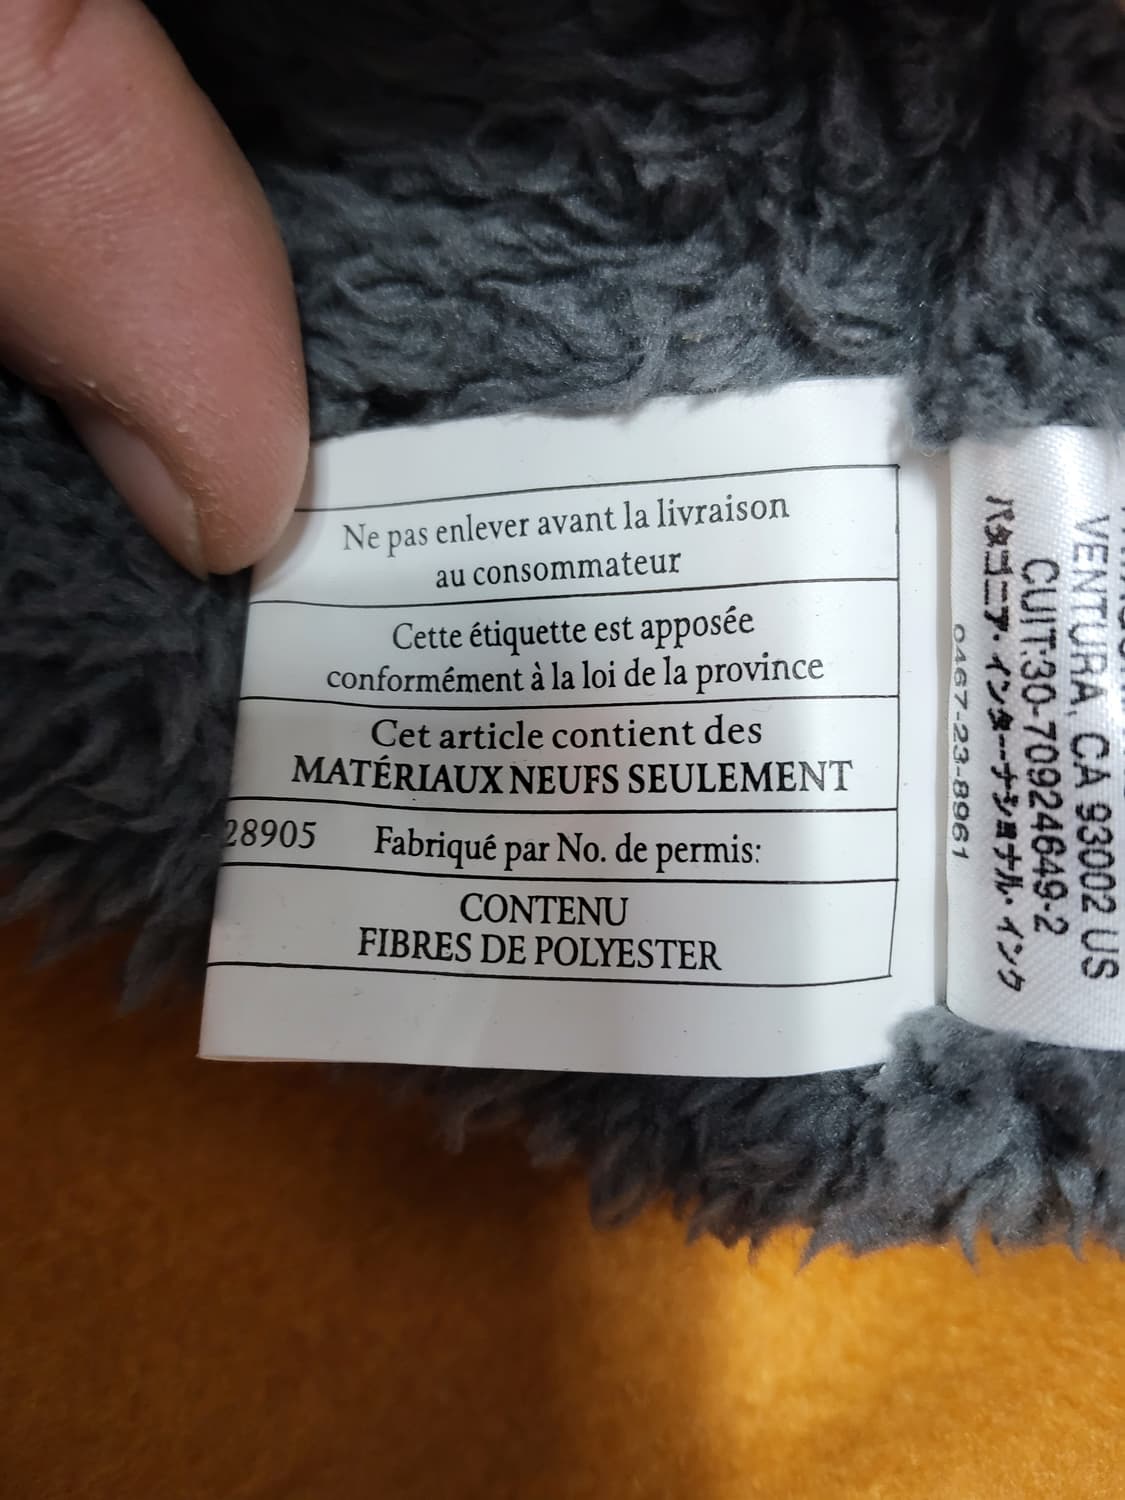 Ne pas enlever avant la livraison
au consommateur
Cette étiquette est apposée
conformément à la loi de la province
Cet article contient des
MATÉRIAUX NEUFS SEULEMENT
28905 Fabriqué par No. de permis:
CONTENU
FIBRES DE POLYESTER
VENTURA, CA 93002 US
CUIT:30-70924649-2
パタゴニア・インターナショナル・インク
0467-23-8961